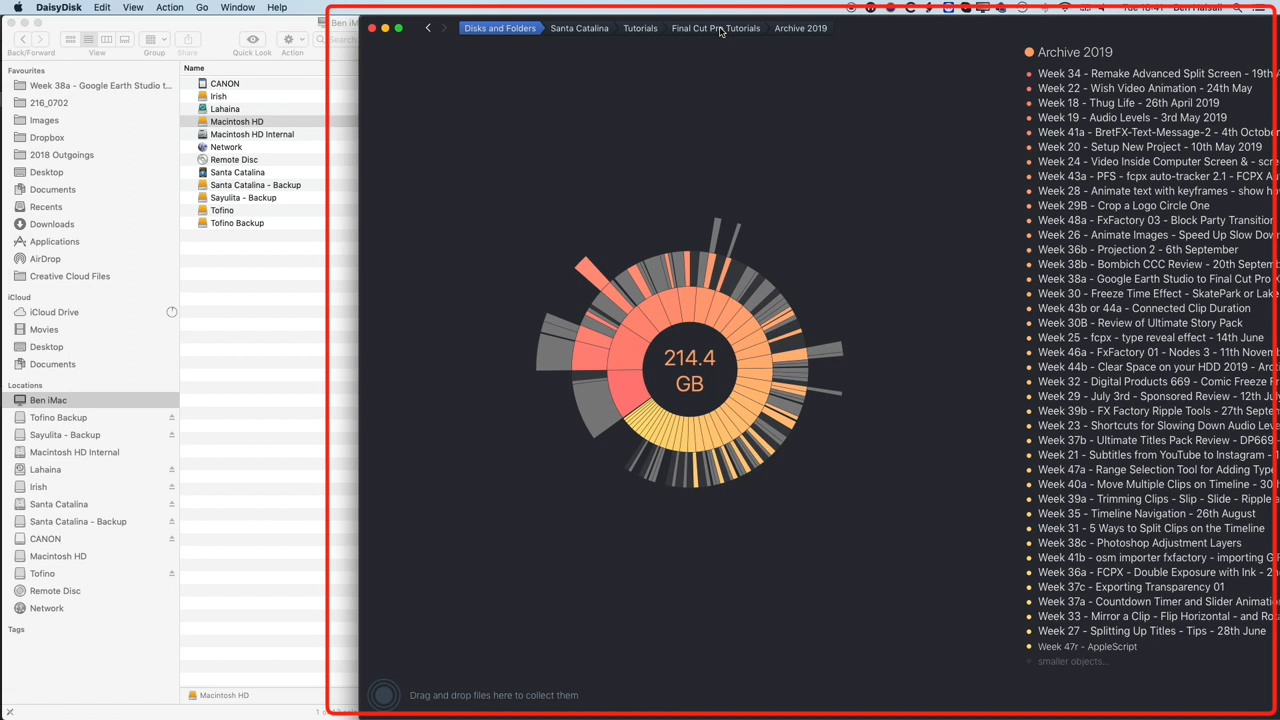 DaisyDisk Edit View Action Go Window Help
Back/Forward
View
Group
Share
Quick Look
Action
Disks and Folders
Santa Catalina
Tutorials
Final Cut Pro Tutorials
Archive 2019
Favourites
Week 38a - Google Earth Studio t...
216_0702
Images
Dropbox
2018 Outgoings
Desktop
Documents
Recents
Downloads
Applications
AirDrop
Creative Cloud Files
iCloud
iCloud Drive
Movies
Desktop
Documents
Locations
Ben iMac
Tofino Backup
Sayulita - Backup
Macintosh HD Internal
Lahaina
Irish
Santa Catalina
Santa Catalina - Backup
CANON
Macintosh HD
Tofino
Remote Disc
Network
Tags
Name
CANON
Irish
Lahaina
Macintosh HD
Macintosh HD Internal
Network
Remote Disc
Santa Catalina
Santa Catalina - Backup
Sayulita - Backup
Tofino
Tofino Backup
Macintosh HD
214.4
GB
Drag and drop files here to collect them
Archive 2019
Week 34 - Remake Advanced Split Screen - 19th A
Week 22 - Wish Video Animation - 24th May
Week 18 - Thug Life - 26th April 2019
Week 19 - Audio Levels - 3rd May 2019
Week 41a - BretFX-Text-Message-2 - 4th Octobe
Week 20 - Setup New Project - 10th May 2019
Week 24 - Video Inside Computer Screen & - scre
Week 43a - PFS - fcpx auto-tracker 2.1 - FCPX A
Week 28 - Animate text with keyframes - show h
Week 29B - Crop a Logo Circle One
Week 48a - FxFactory 03 - Block Party Transition
Week 26 - Animate Images - Speed Up Slow Dow
Week 36b - Projection 2 - 6th September
Week 38b - Bombich CCC Review - 20th Septem
Week 38a - Google Earth Studio to Final Cut Pro
Week 30 - Freeze Time Effect - SkatePark or Lake
Week 43b or 44a - Connected Clip Duration
Week 30B - Review of Ultimate Story Pack
Week 25 - fcpx - type reveal effect - 14th June
Week 46a - FxFactory 01 - Nodes 3 - 11th Novem
Week 44b - Clear Space on your HDD 2019 - Arc
Week 32 - Digital Products 669 - Comic Freeze F
Week 29 - July 3rd - Sponsored Review - 12th Ju
Week 39b - FX Factory Ripple Tools - 27th Septe
Week 23 - Shortcuts for Slowing Down Audio Leve
Week 37b - Ultimate Titles Pack Review - DP669
Week 21 - Subtitles from YouTube to Instagram - 1
Week 47a - Range Selection Tool for Adding Type
Week 40a - Move Multiple Clips on Timeline - 30
Week 39a - Trimming Clips - Slip - Slide - Ripple
Week 35 - Timeline Navigation - 26th August
Week 31 - 5 Ways to Split Clips on the Timeline
Week 38c - Photoshop Adjustment Layers
Week 41b - osm importer fxfactory - importing G
Week 36a - FCPX - Double Exposure with Ink - 2n
Week 37c - Exporting Transparency 01
Week 37a - Countdown Timer and Slider Animatio
Week 33 - Mirror a Clip - Flip Horizontal - and Ro
Week 27 - Splitting Up Titles - Tips - 28th June
Week 47r - AppleScript
smaller objects...